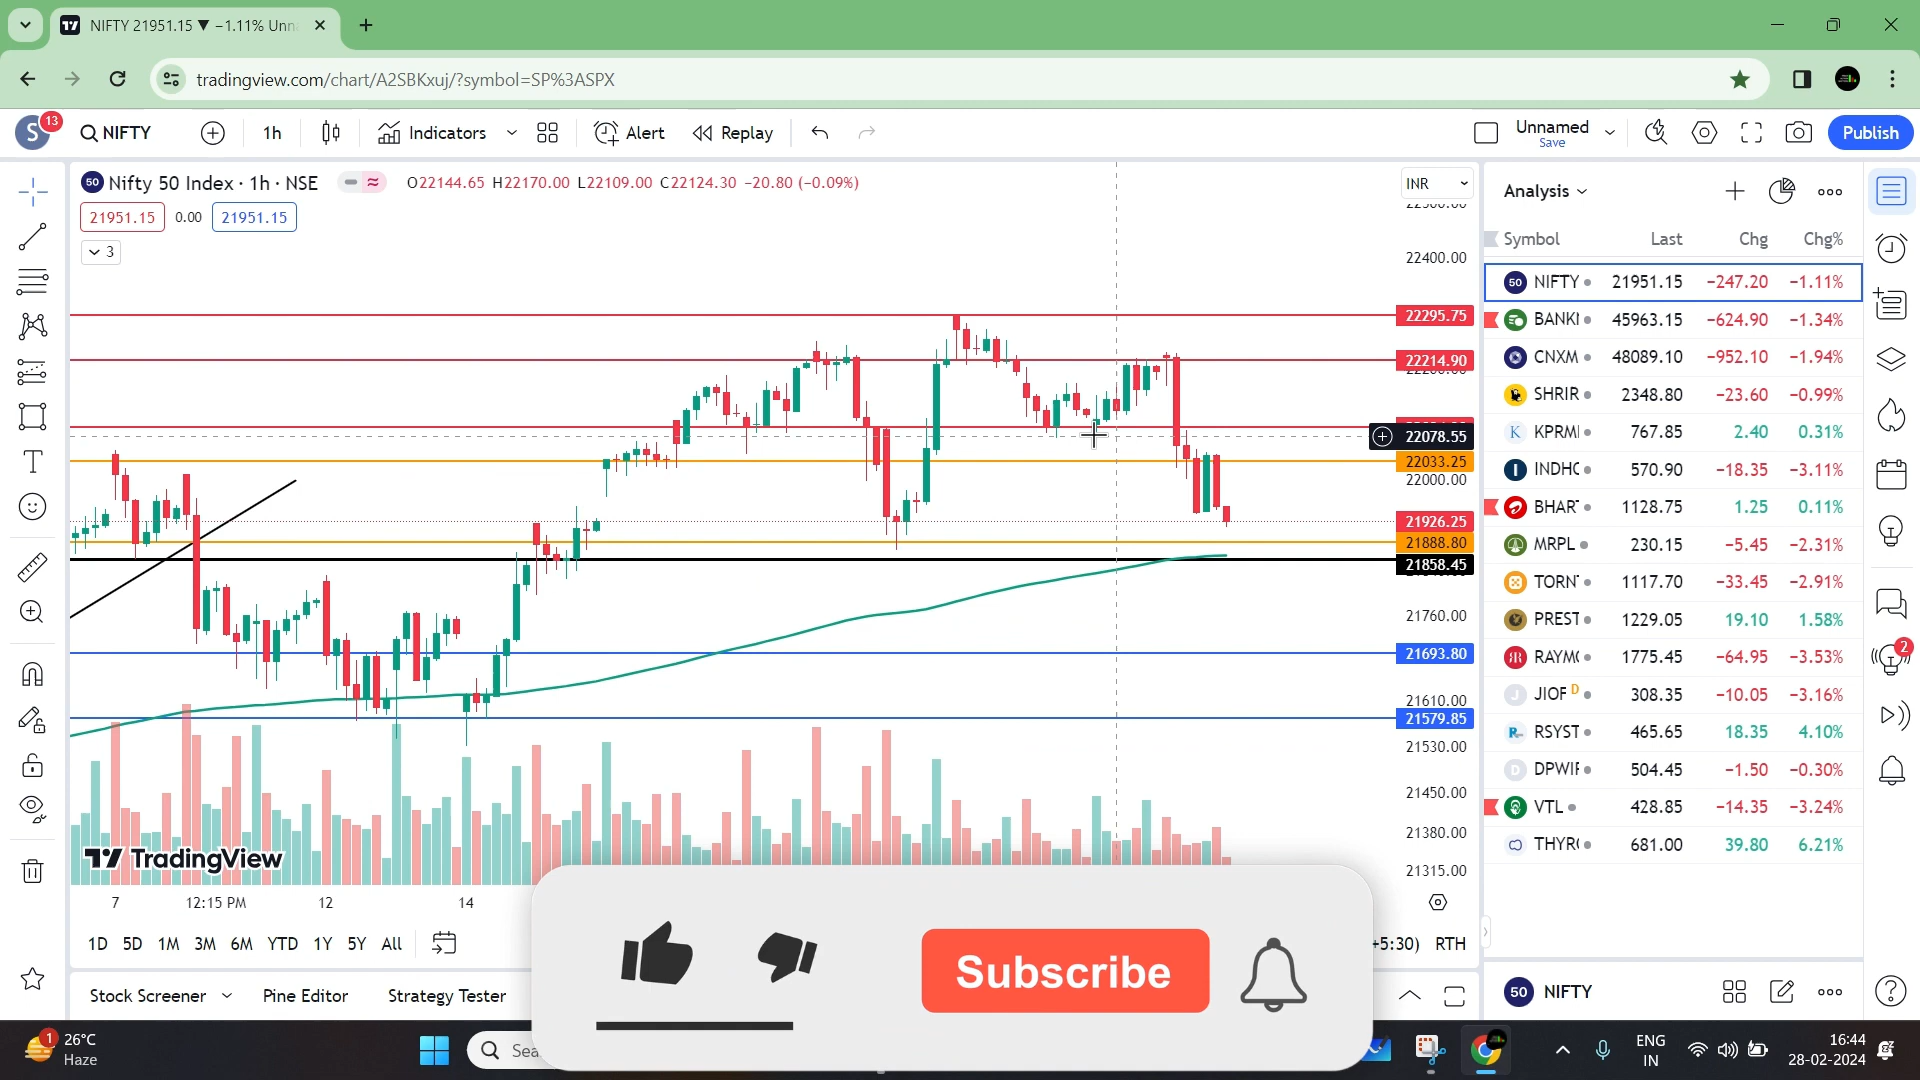 NIFTY 21951.15 ▼ −1.11% Unn
tradingview.com/chart/A2SBKxuj/?symbol=SP%3ASPX
S 13 NIFTY 1h Indicators Alert Replay Unnamed Save Publish
50 Nifty 50 Index · 1h · NSE O22144.65 H22170.00 L22109.00 C22124.30 −20.80 (−0.09%)
21951.15 0.00 21951.15
3
INR
22400.00
22295.75
22214.90
22078.55
22033.25
22000.00
21926.25
21888.80
21858.45
21760.00
21693.80
21610.00
21579.85
21530.00
21450.00
21380.00
21315.00
TradingView
7 12:15 PM 12 14
1D 5D 1M 3M 6M YTD 1Y 5Y All
+5:30) RTH
Stock Screener Pine Editor Strategy Tester
Subscribe
Analysis
Symbol Last Chg Chg%
50 NIFTY 21951.15 −247.20 −1.11%
BANKI 45963.15 −624.90 −1.34%
CNXM 48089.10 −952.10 −1.94%
SHRIR 2348.80 −23.60 −0.99%
K KPRMI 767.85 2.40 0.31%
INDHC 570.90 −18.35 −3.11%
BHAR 1128.75 1.25 0.11%
MRPL 230.15 −5.45 −2.31%
TORN 1117.70 −33.45 −2.91%
PREST 1229.05 19.10 1.58%
RAYM 1775.45 −64.95 −3.53%
J JIOF D 308.35 −10.05 −3.16%
RSYST 465.65 18.35 4.10%
D DPWIF 504.45 −1.50 −0.30%
VTL 428.85 −14.35 −3.24%
THYR 681.00 39.80 6.21%
50 NIFTY
2
1 26°C
Haze
Sea
ENG
IN
16:44
28-02-2024